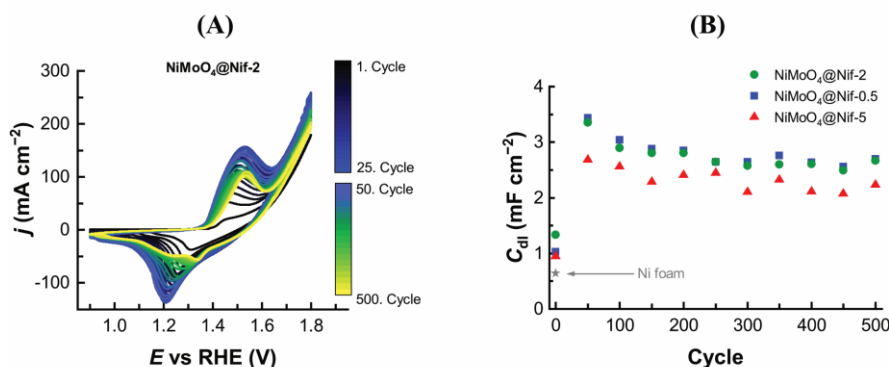 (A)
NiMoO₄@Nif-2
1. Cycle
25. Cycle
50. Cycle
500. Cycle
300
200
100
0
-100
j (mA cm⁻²)
1.0
1.2
1.4
1.6
1.8
E vs RHE (V)
(B)
NiMoO₄@Nif-2
NiMoO₄@Nif-0.5
NiMoO₄@Nif-5
Ni foam
4
3
2
1
0
C_dl (mF cm⁻²)
0
100
200
300
400
500
Cycle